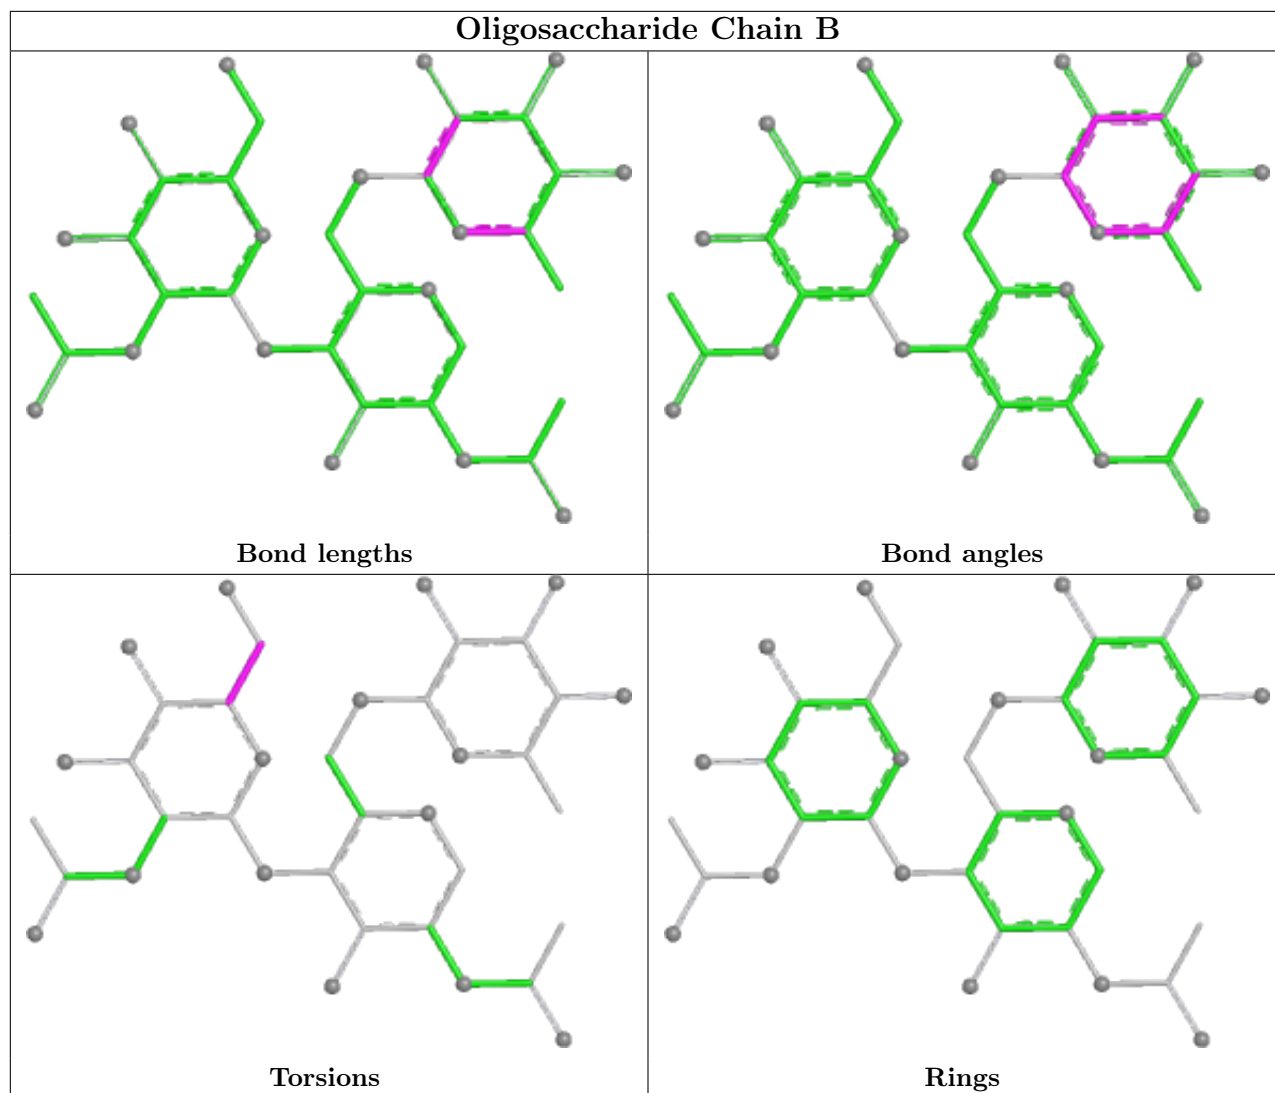 Oligosaccharide Chain B
Bond lengths
Bond angles
Torsions
Rings